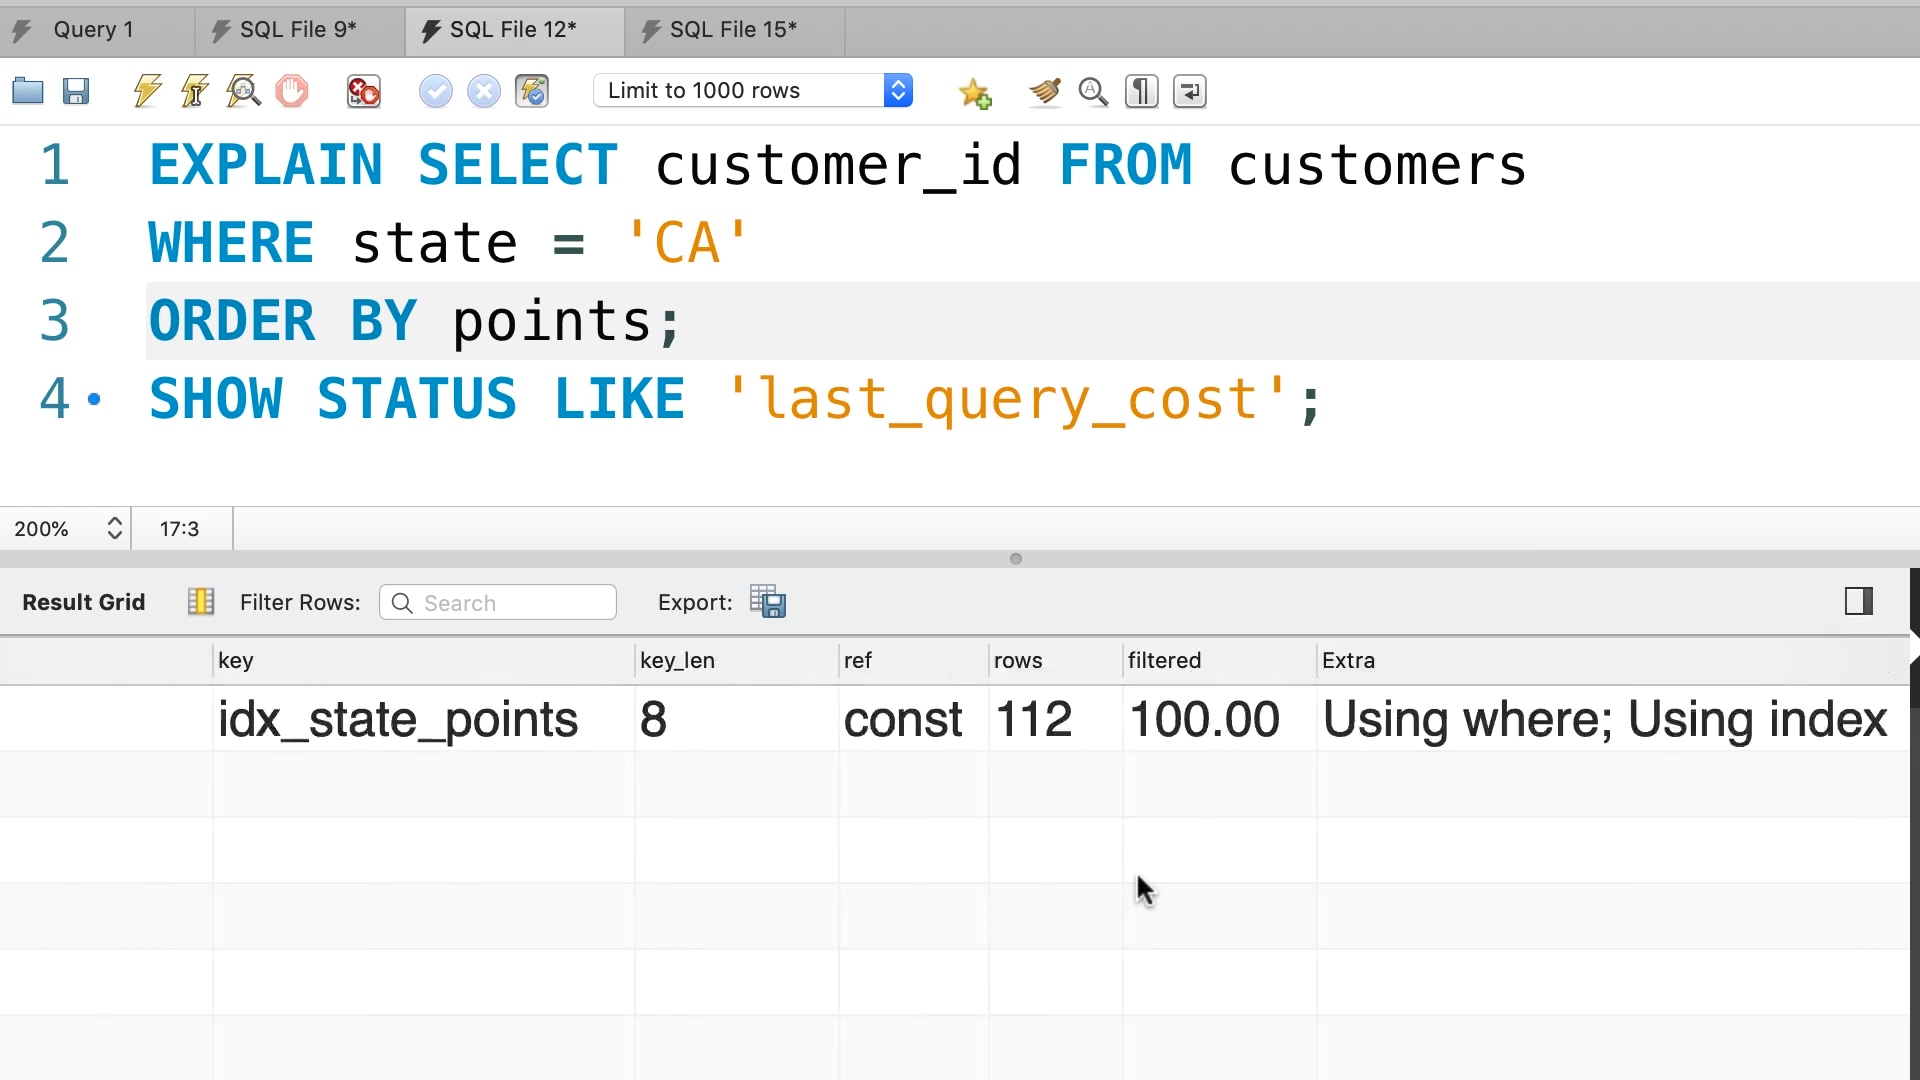 Query 1 SQL File 9* SQL File 12* SQL File 15*
Limit to 1000 rows
1 EXPLAIN SELECT customer_id FROM customers
2 WHERE state = 'CA'
3 ORDER BY points;
4 SHOW STATUS LIKE 'last_query_cost';
200% 17:3
Result Grid Filter Rows: Search Export:
key key_len ref rows filtered Extra
idx_state_points 8 const 112 100.00 Using where; Using index